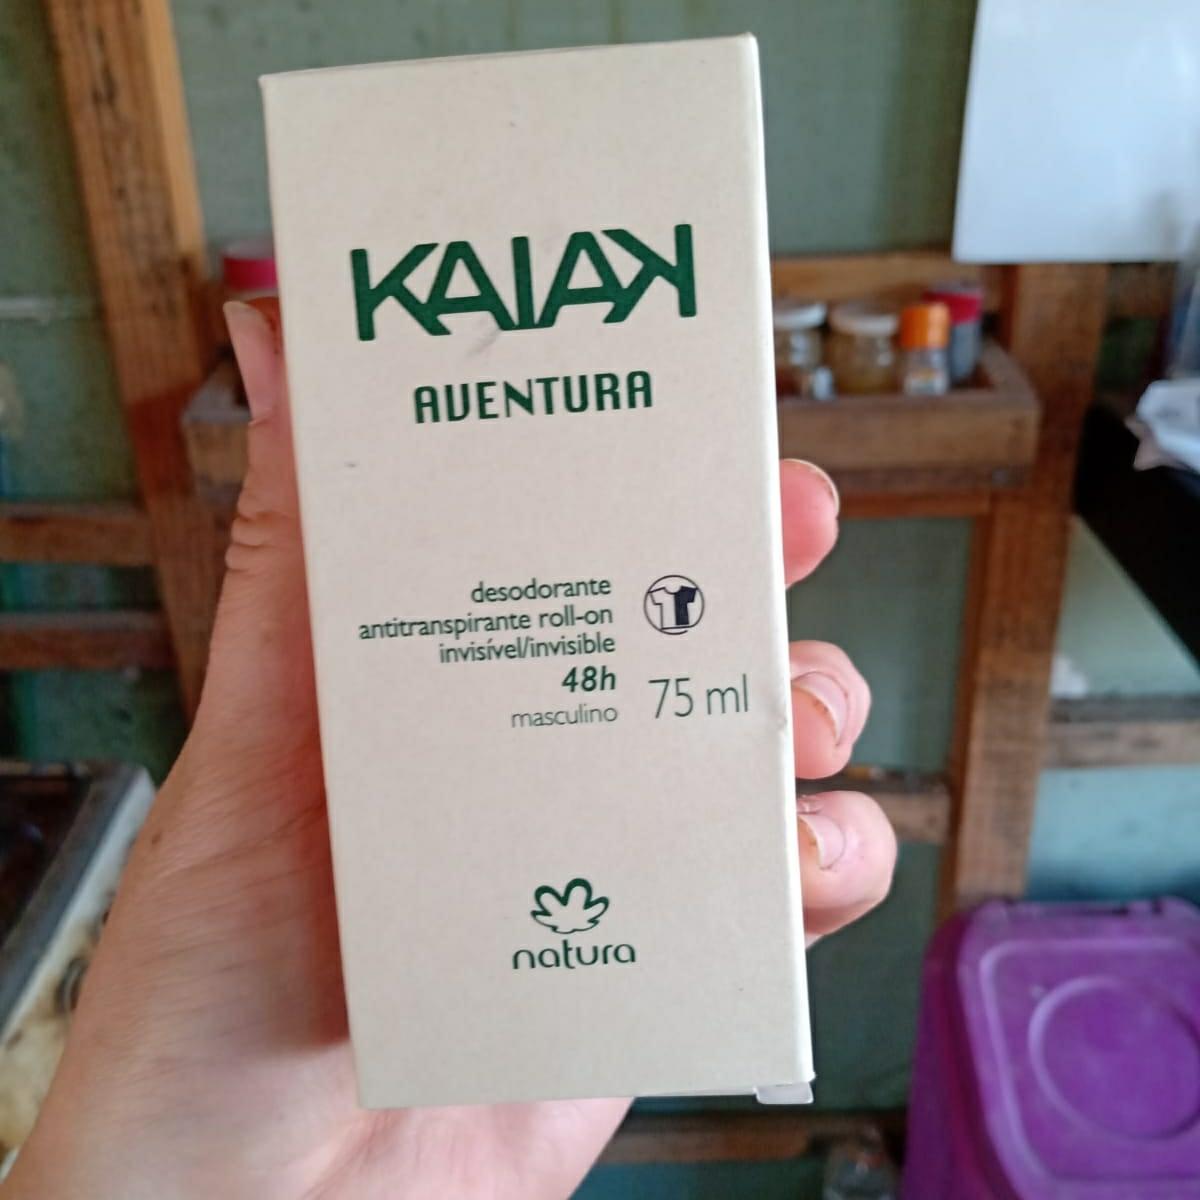 KAIAK
AVENTURA
desodorante
antitranspirante roll-on
invisível/invisible
48h
masculino
75 ml
natura